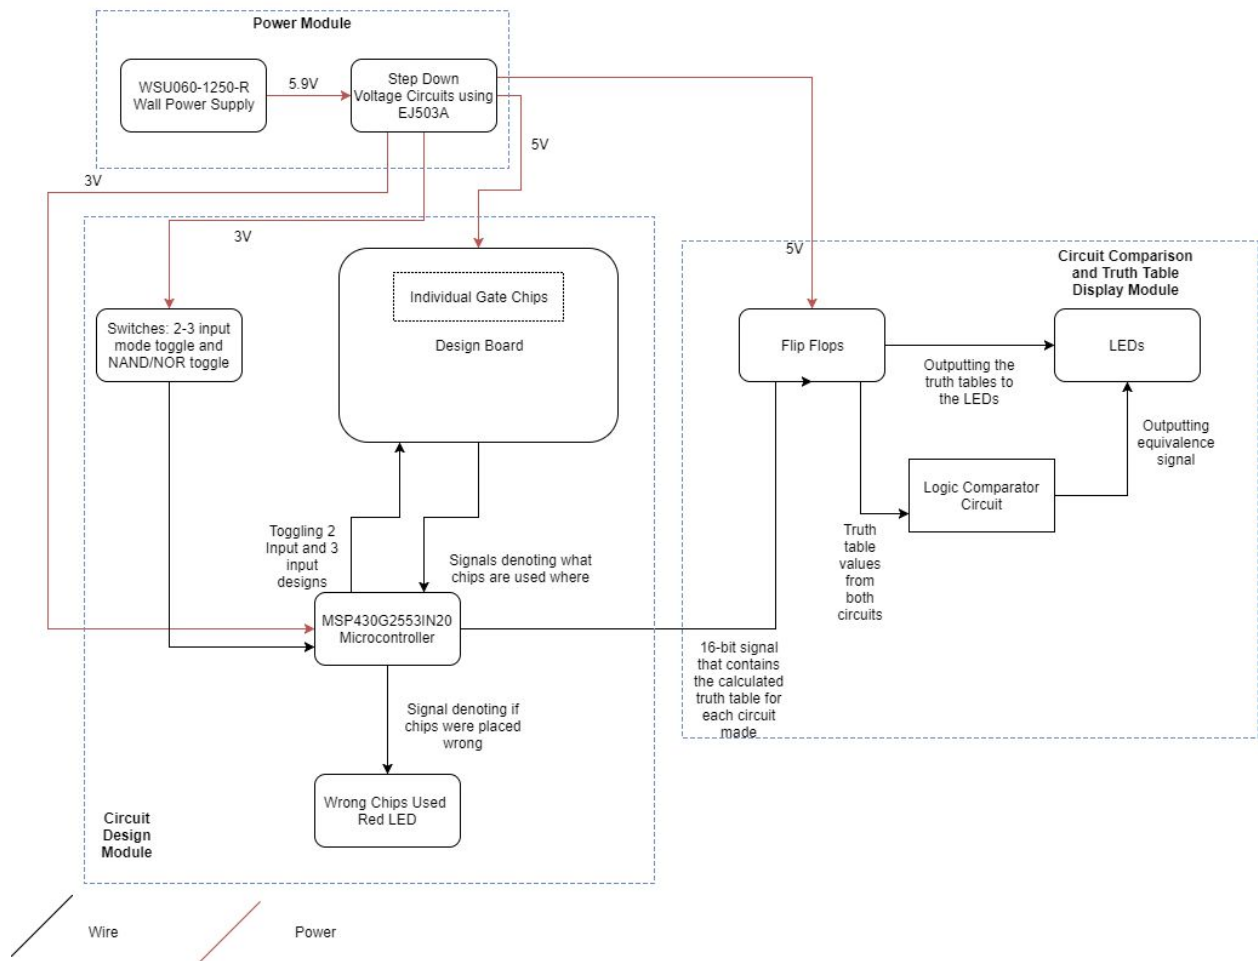 Power Module
WSU060-1250-R
Wall Power Supply
5.9V
Step Down
Voltage Circuits using
EJ503A
5V
3V
3V
5V
Individual Gate Chips
Design Board
Switches: 2-3 input
mode toggle and
NAND/NOR toggle
Toggling 2
Input and 3
input
designs
Signals denoting what
chips are used where
MSP430G2553IN20
Microcontroller
Signal denoting if
chips were placed
wrong
Wrong Chips Used
Red LED
Circuit
Design
Module
Circuit Comparison
and Truth Table
Display Module
Flip Flops
Outputting the
truth tables to
the LEDs
LEDs
Outputting
equivalence
signal
Logic Comparator
Circuit
Truth
table
values
from
both
circuits
16-bit signal
that contains
the calculated
truth table for
each circuit
made
Wire
Power